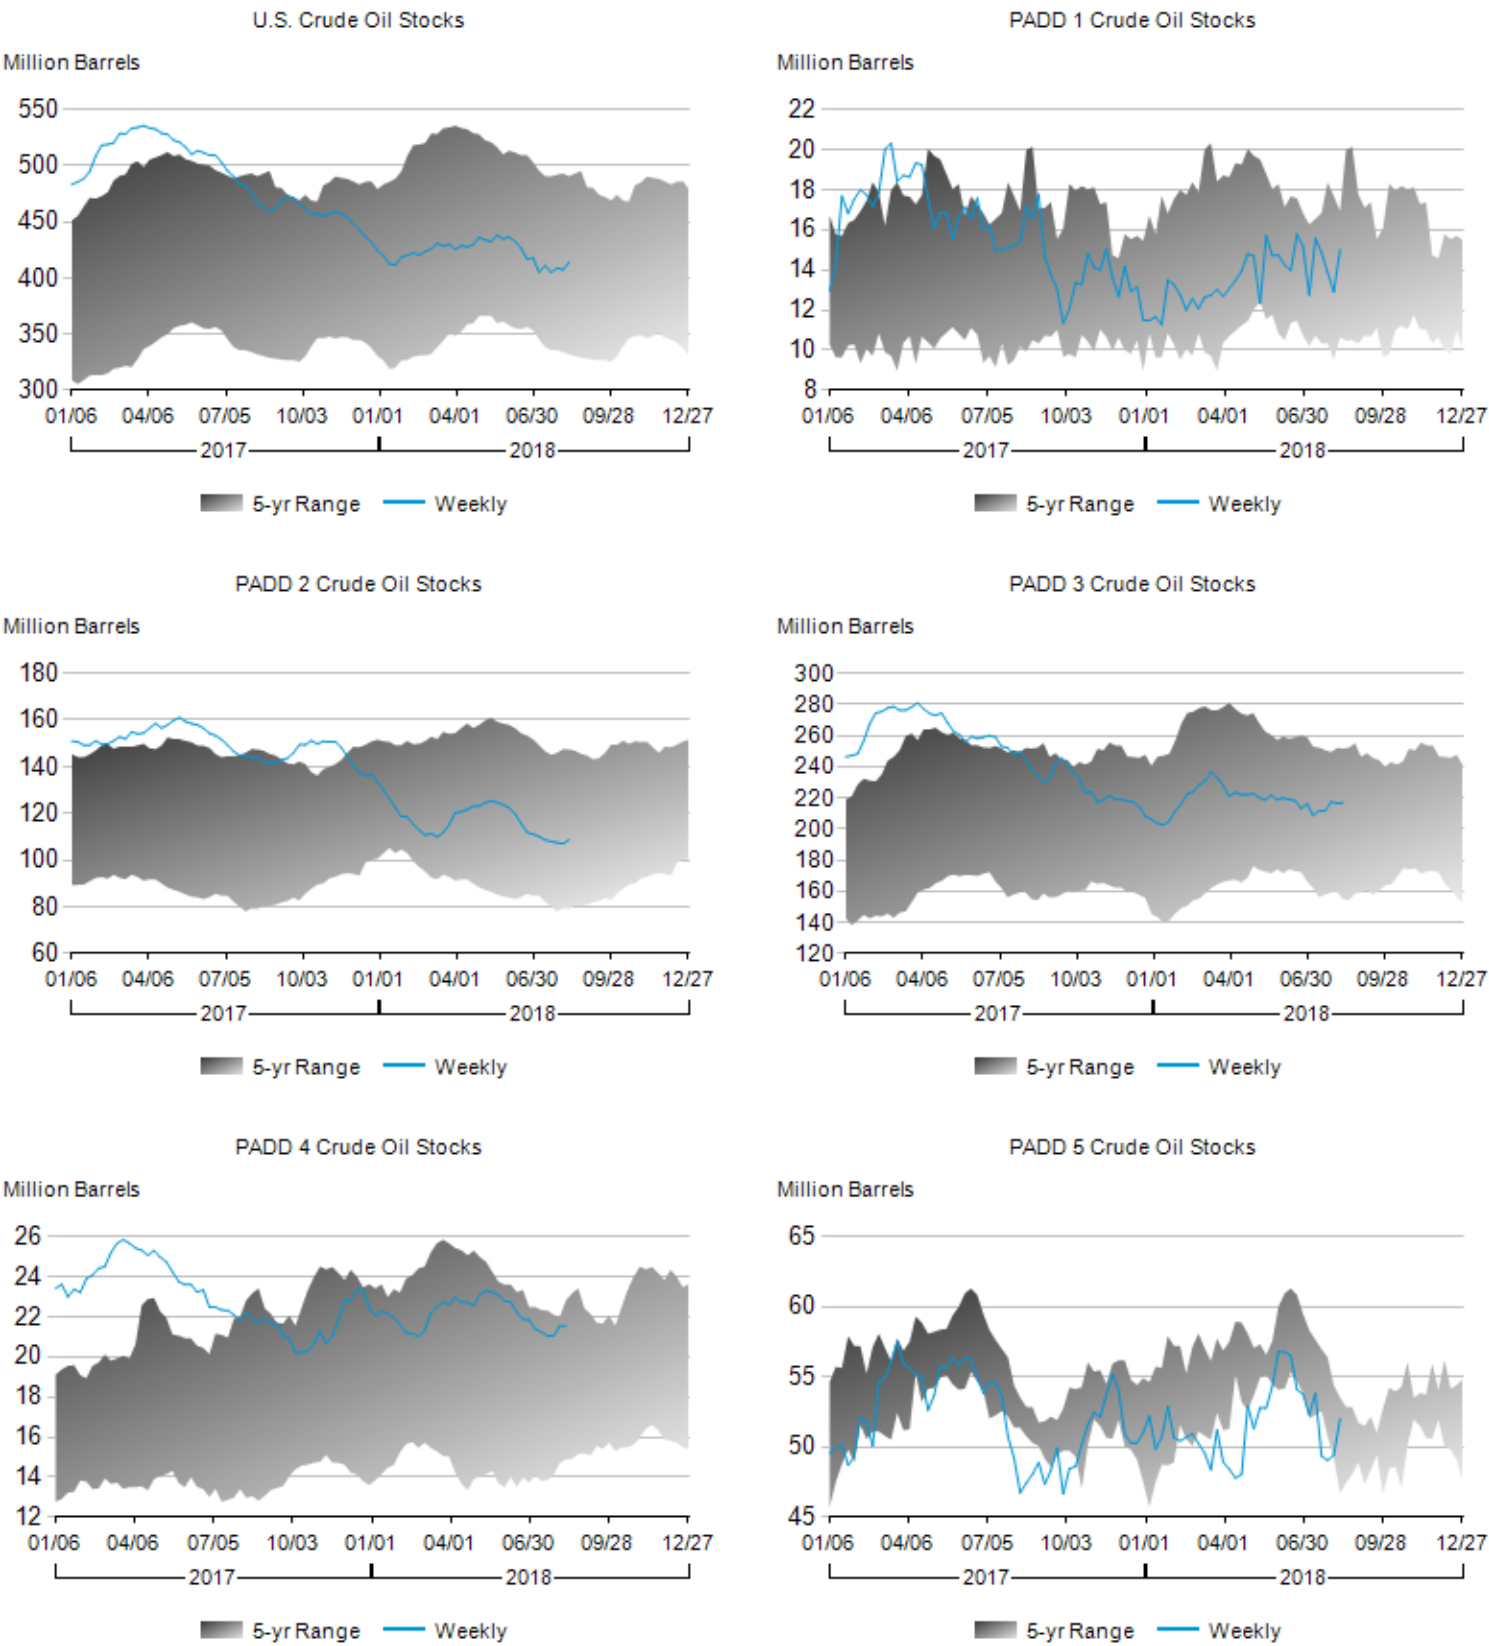 U.S. Crude Oil Stocks
Million Barrels
550
500
450
400
350
300
01/06 04/06 07/05 10/03 01/01 04/01 06/30 09/28 12/27
2017 2018
5-yr Range Weekly
PADD 1 Crude Oil Stocks
Million Barrels
22
20
18
16
14
12
10
8
01/06 04/06 07/05 10/03 01/01 04/01 06/30 09/28 12/27
2017 2018
5-yr Range Weekly
PADD 2 Crude Oil Stocks
Million Barrels
180
160
140
120
100
80
60
01/06 04/06 07/05 10/03 01/01 04/01 06/30 09/28 12/27
2017 2018
5-yr Range Weekly
PADD 3 Crude Oil Stocks
Million Barrels
300
280
260
240
220
200
180
160
140
120
01/06 04/06 07/05 10/03 01/01 04/01 06/30 09/28 12/27
2017 2018
5-yr Range Weekly
PADD 4 Crude Oil Stocks
Million Barrels
26
24
22
20
18
16
14
12
01/06 04/06 07/05 10/03 01/01 04/01 06/30 09/28 12/27
2017 2018
5-yr Range Weekly
PADD 5 Crude Oil Stocks
Million Barrels
65
60
55
50
45
01/06 04/06 07/05 10/03 01/01 04/01 06/30 09/28 12/27
2017 2018
5-yr Range Weekly